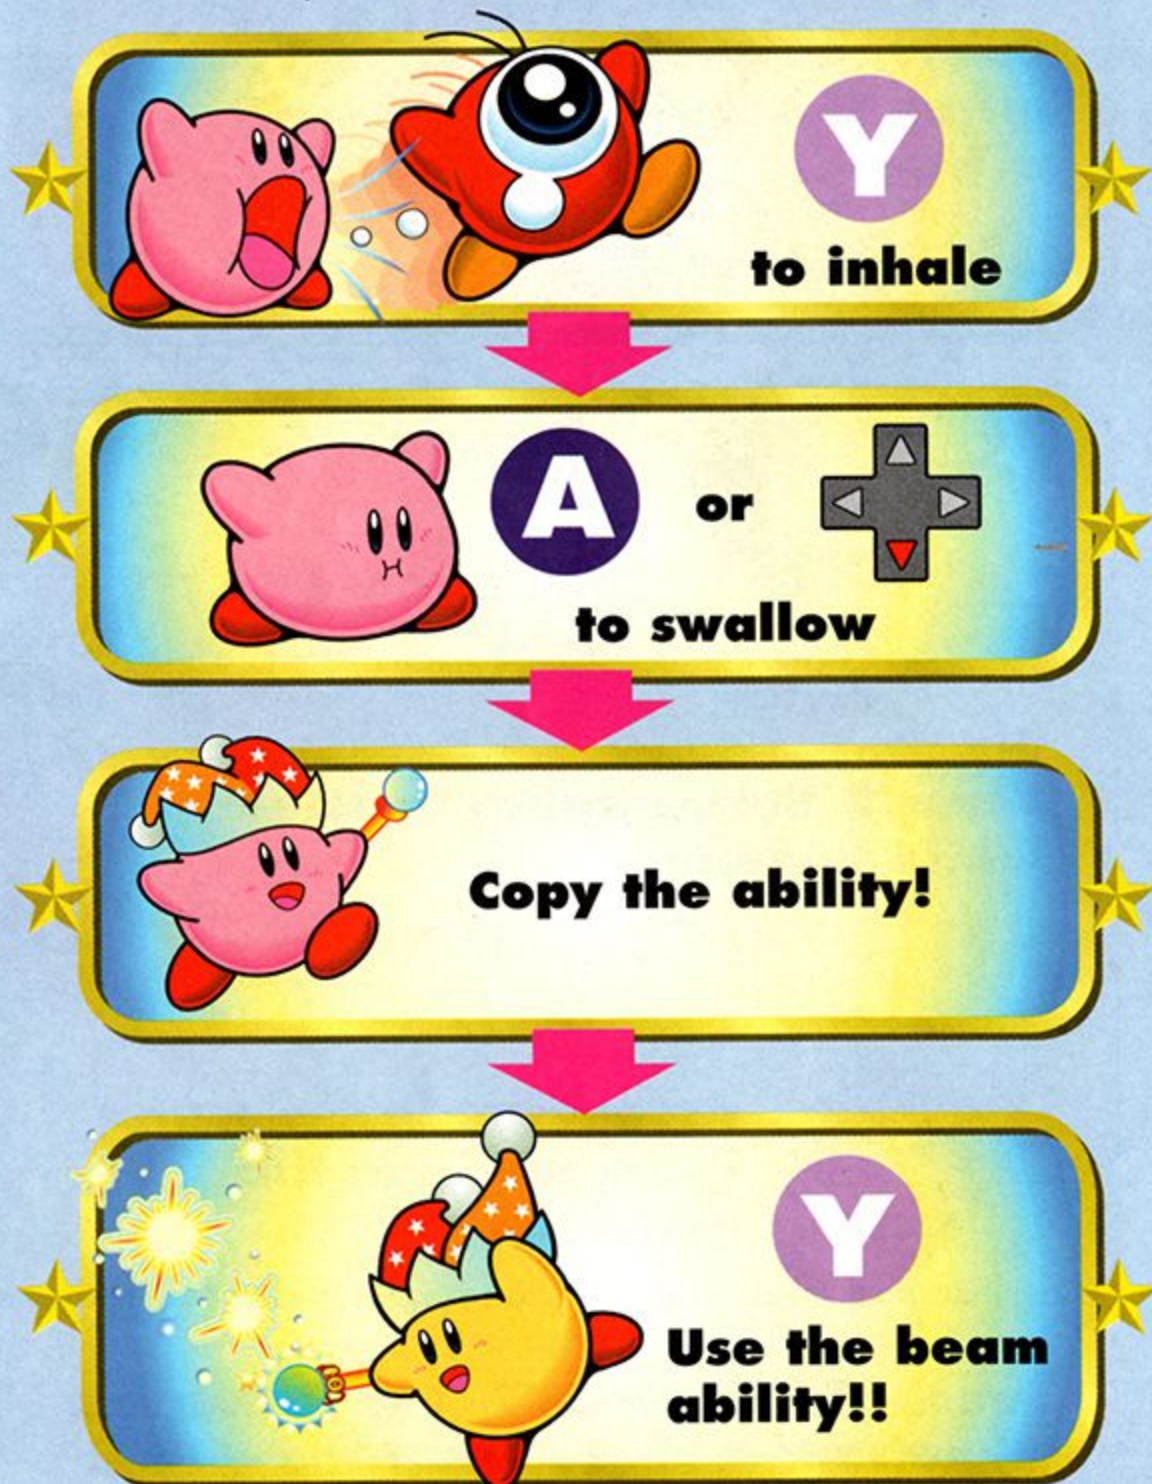 Y
to inhale
A or
to swallow
Copy the ability!
Y
Use the beam
ability!!